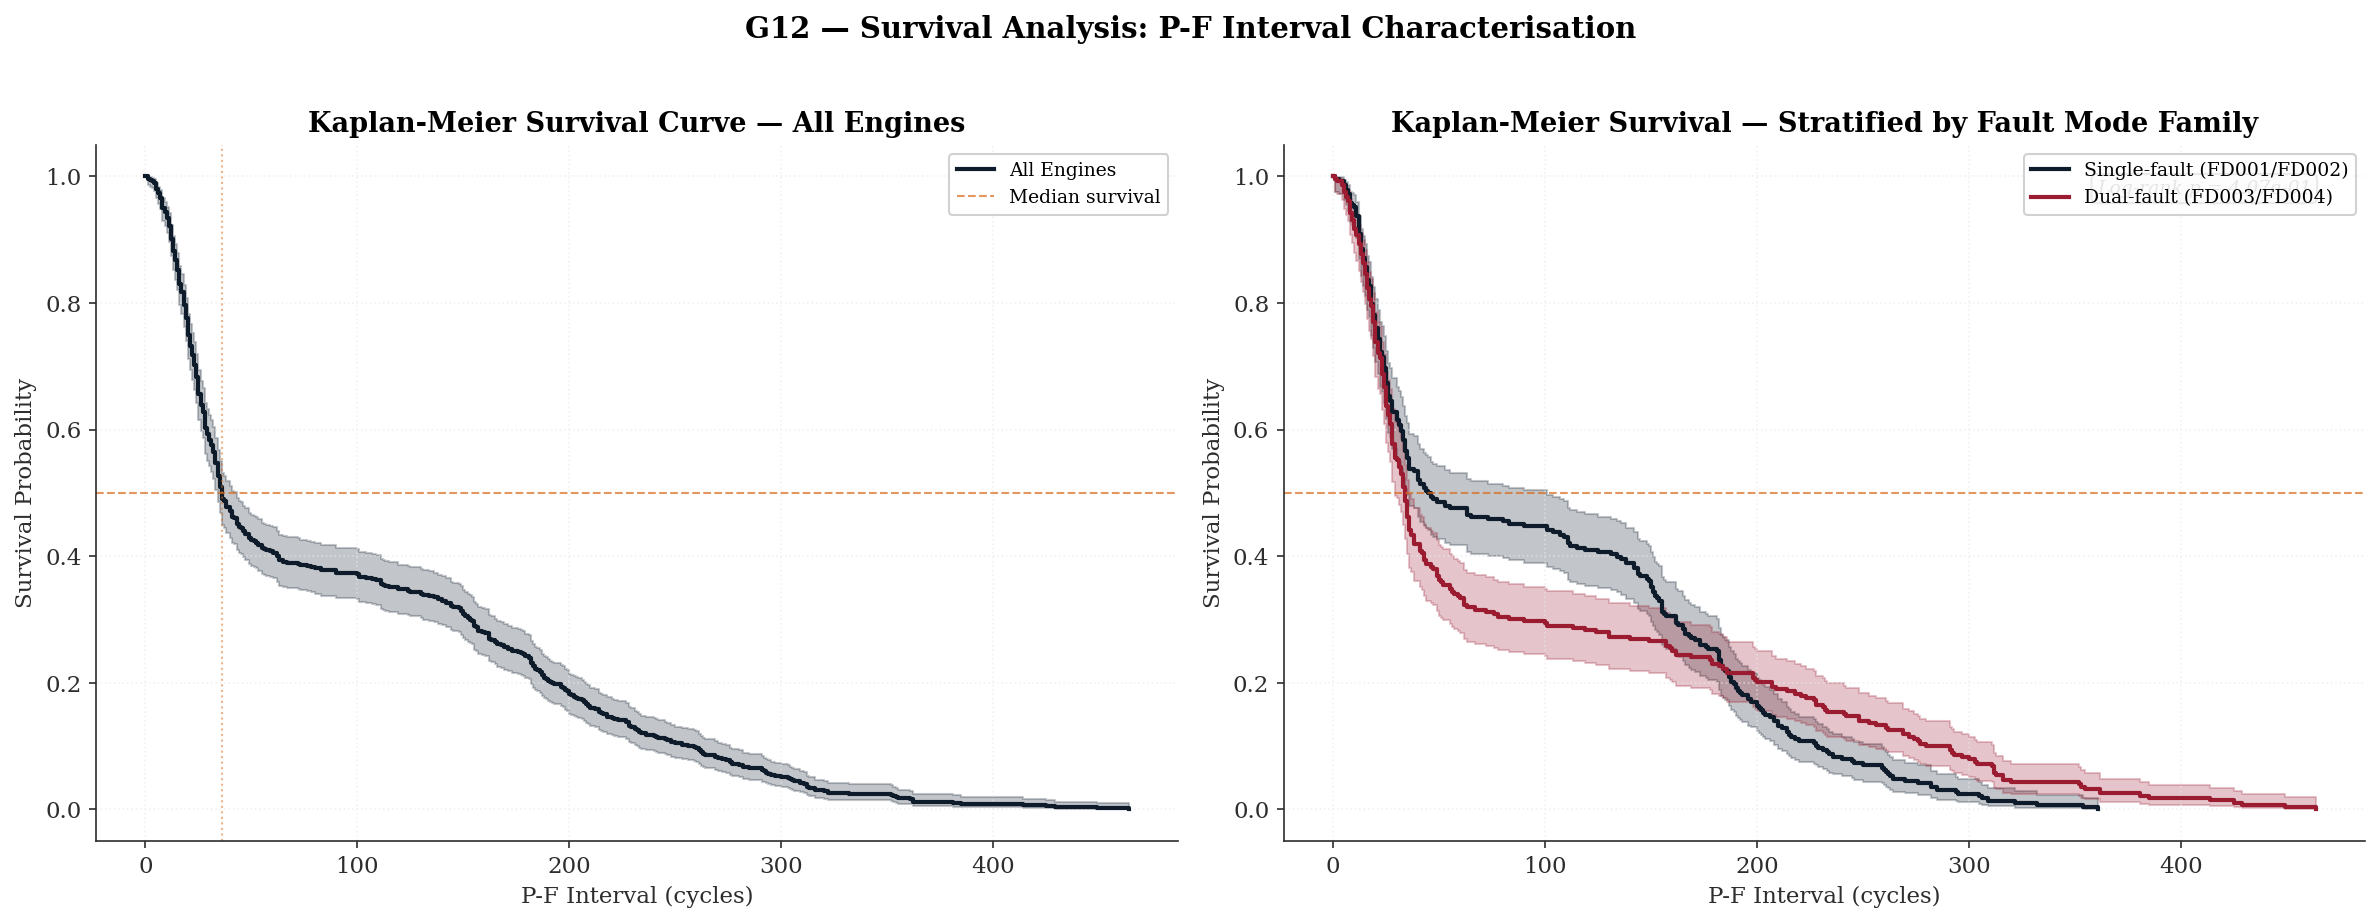 G12 — Survival Analysis: P-F Interval Characterisation
Kaplan-Meier Survival Curve — All Engines
All Engines
Median survival
Survival Probability
1.0
0.8
0.6
0.4
0.2
0.0
0
100
200
300
400
P-F Interval (cycles)
Kaplan-Meier Survival — Stratified by Fault Mode Family
Single-fault (FD001/FD002)
Dual-fault (FD003/FD004)
Survival Probability
1.0
0.8
0.6
0.4
0.2
0.0
0
100
200
300
400
P-F Interval (cycles)